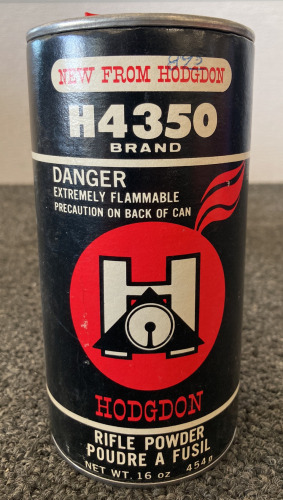 NEW FROM HODGDON
H4350
BRAND
DANGER
EXTREMELY FLAMMABLE
PRECAUTION ON BACK OF CAN
H
HODGDON
RIFLE POWDER
POUDRE A FUSIL
NET WT. 16 oz 454g